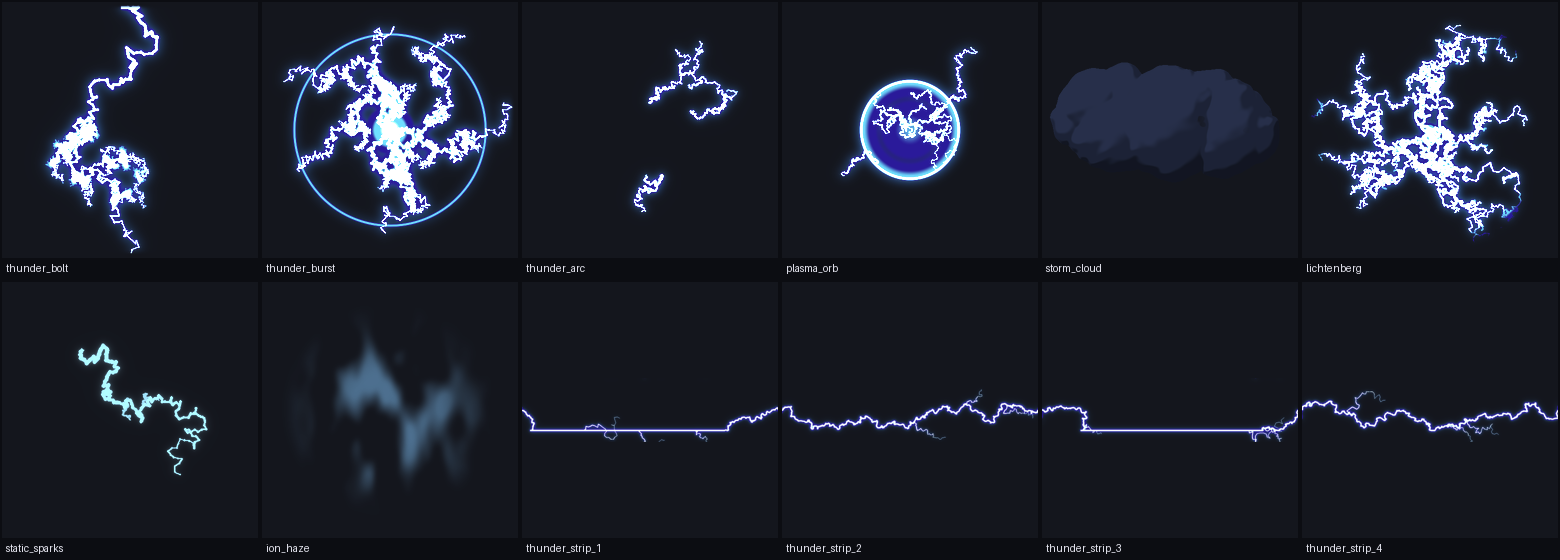 thunder_bolt
thunder_burst
thunder_arc
plasma_orb
storm_cloud
lichtenberg
static_sparks
ion_haze
thunder_strip_1
thunder_strip_2
thunder_strip_3
thunder_strip_4